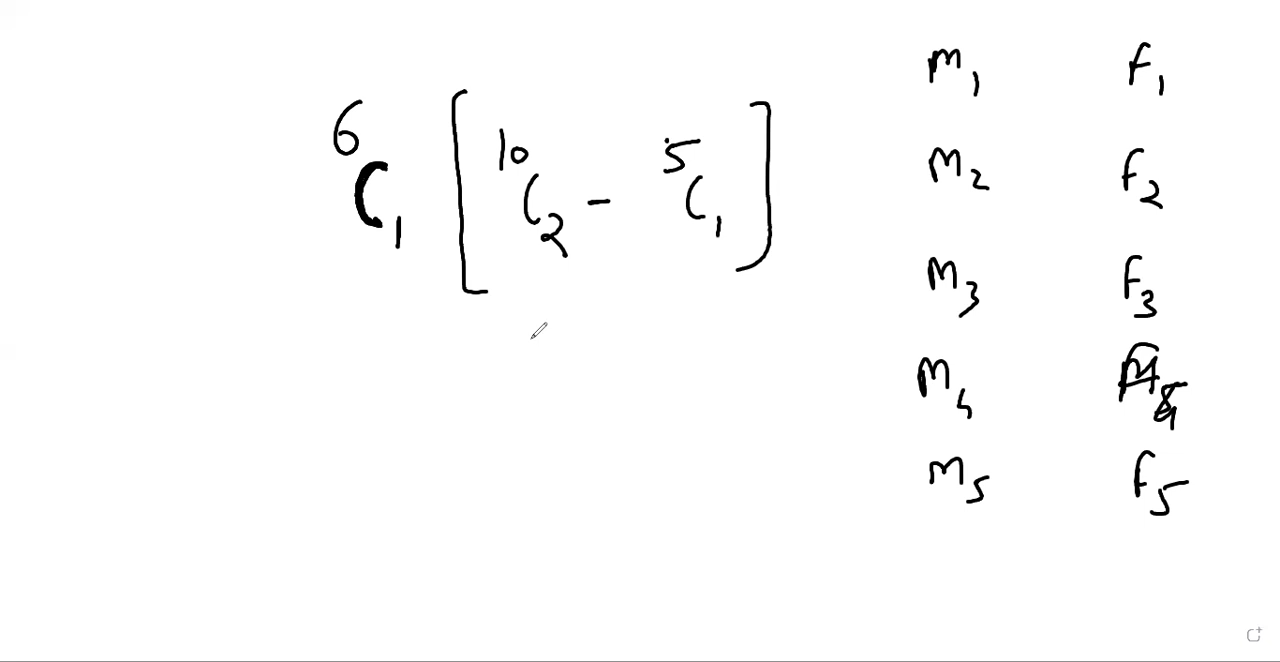 ⁶C₁ [ ¹⁰C₂ - ⁵C₁ ]
M₁ F₁
M₂ F₂
M₃ F₃
M₄
M₅ F₅